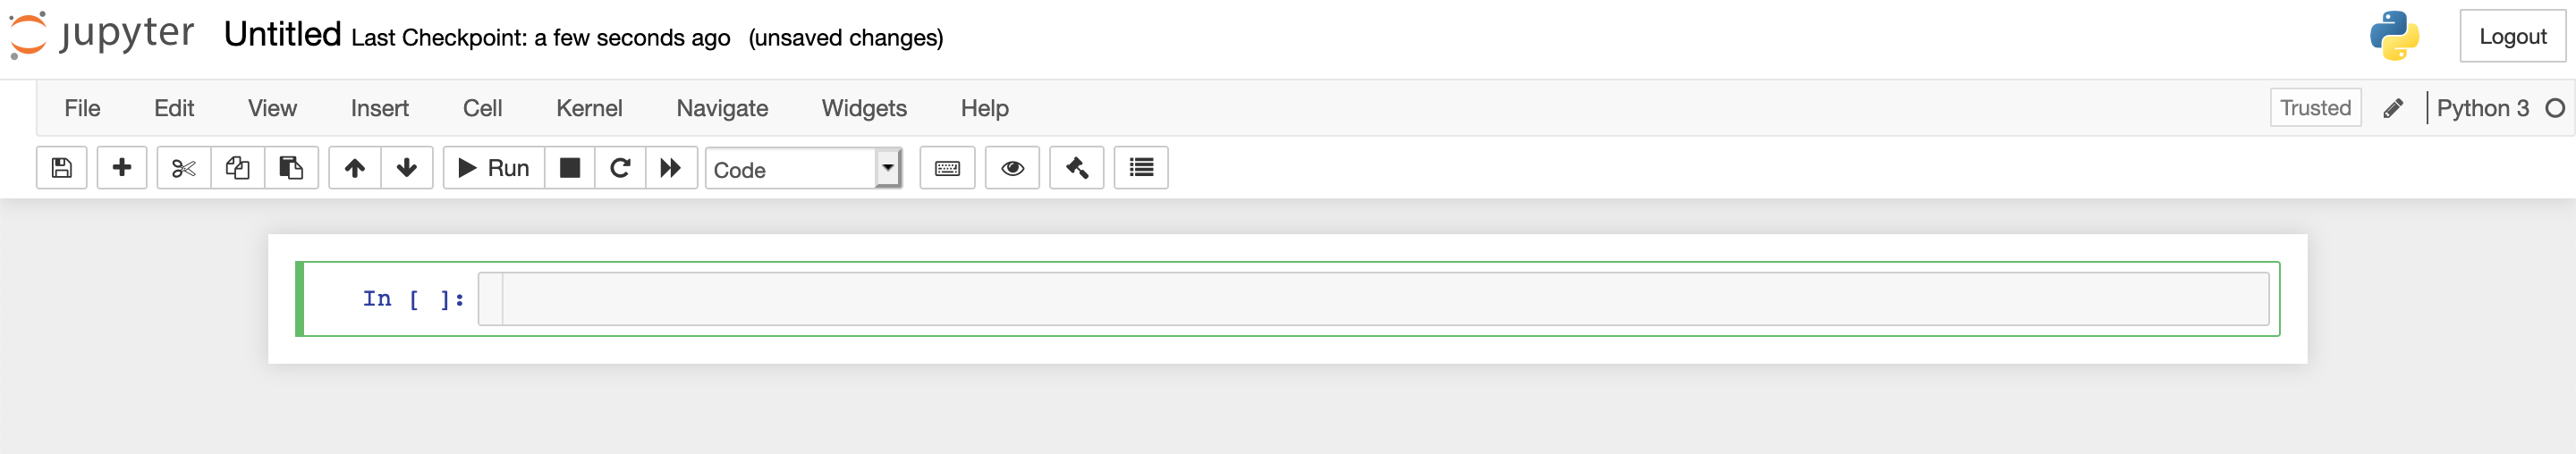 jupyter Untitled Last Checkpoint: a few seconds ago (unsaved changes) Logout
File Edit View Insert Cell Kernel Navigate Widgets Help Trusted Python 3
Run Code
In [ ]: